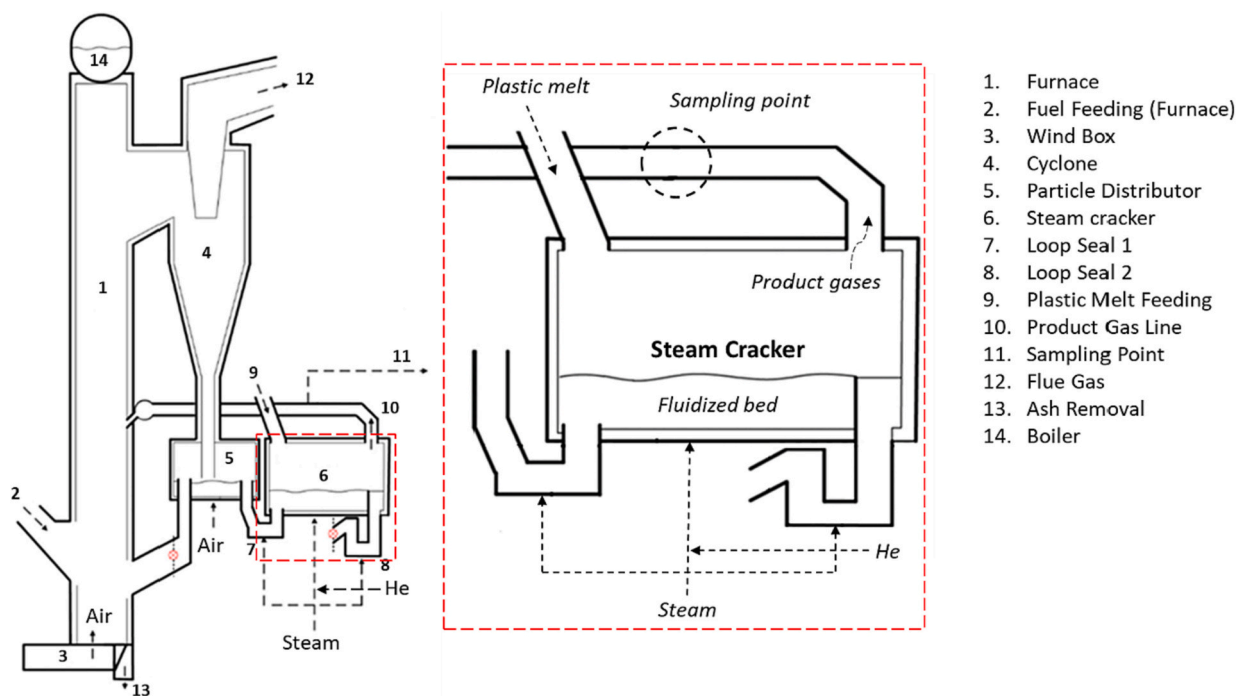 14
12
1
4
11
9
10
5
6
2
Air
7
8
He
Air
Steam
3
13
Plastic melt
Sampling point
Product gases
Steam Cracker
Fluidized bed
He
Steam
1. Furnace
2. Fuel Feeding (Furnace)
3. Wind Box
4. Cyclone
5. Particle Distributor
6. Steam cracker
7. Loop Seal 1
8. Loop Seal 2
9. Plastic Melt Feeding
10. Product Gas Line
11. Sampling Point
12. Flue Gas
13. Ash Removal
14. Boiler